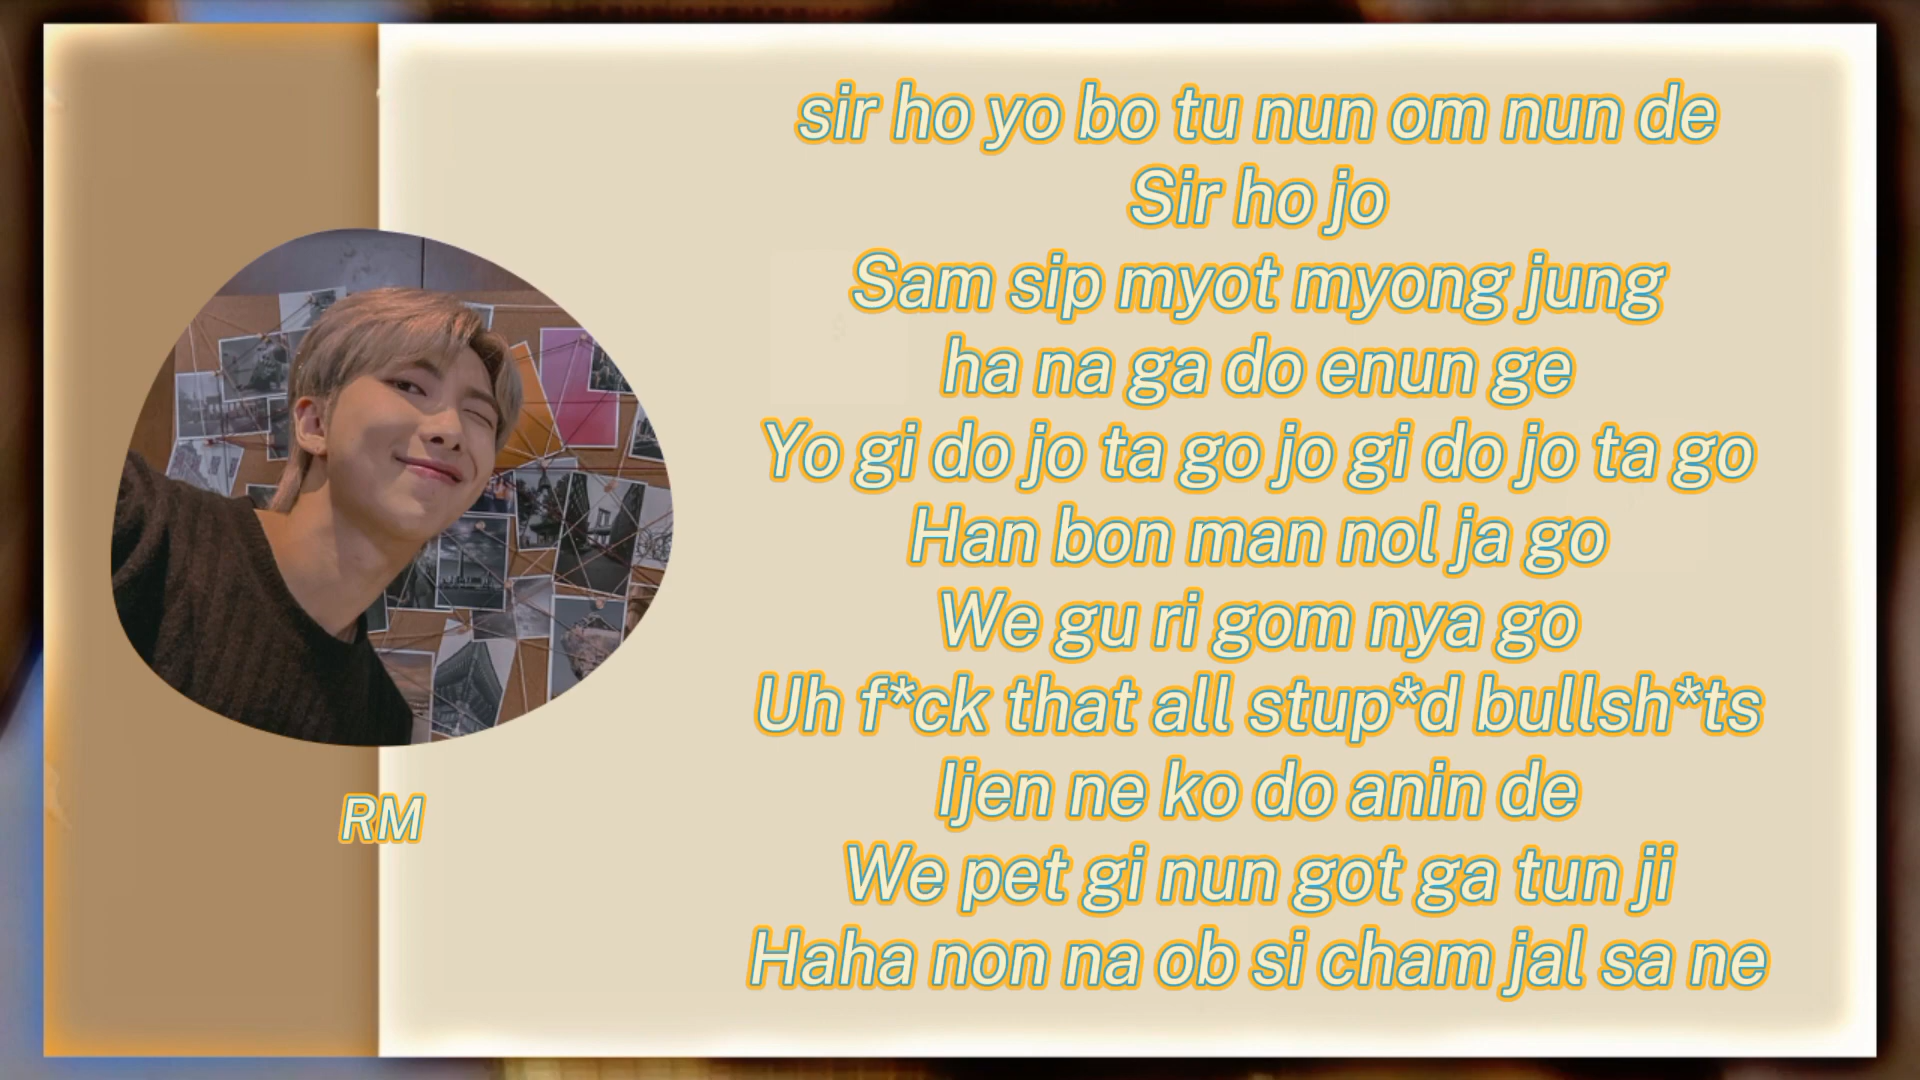 sir ho yo bo tu nun om nun de
Sir ho jo
Sam sip myot myong jung
ha na ga do enun ge
Yo gi do jo ta go jo gi do jo ta go
Han bon man nol ja go
We gu ri gom nya go
Uh f*ck that all stup*d bullsh*ts
Ijen ne ko do anin de
We pet gi nun got ga tun ji
Haha non na ob si cham jal sa ne
RM